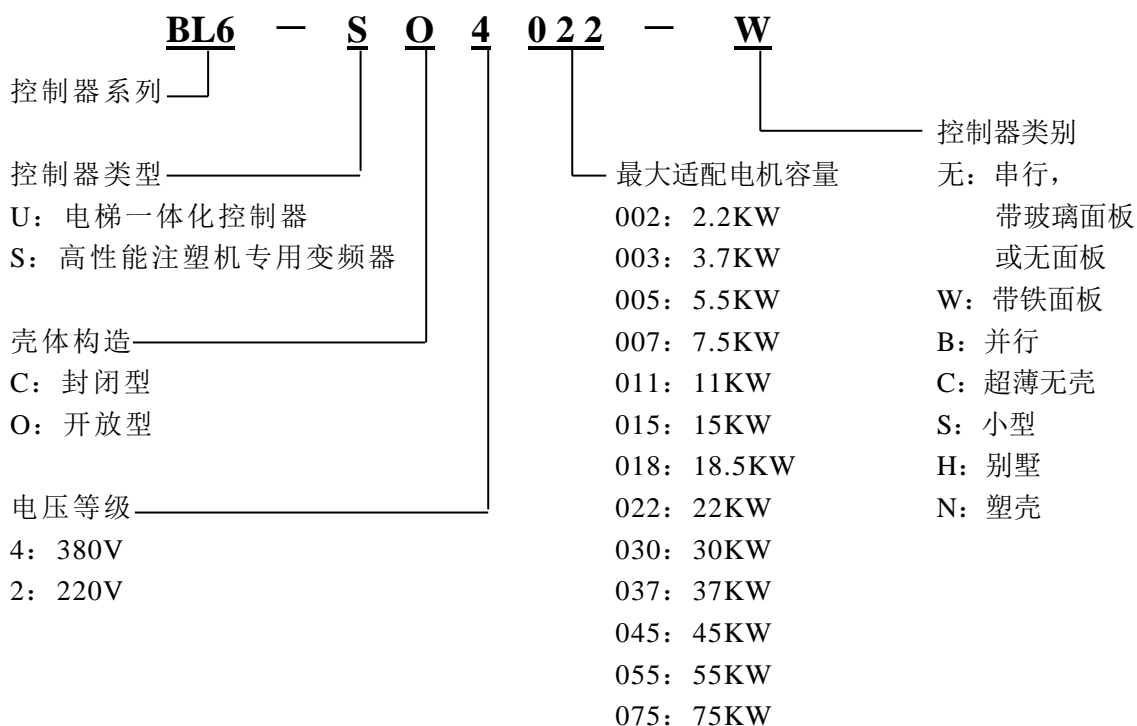 BL6 － S O 4 022 － W
控制器系列
控制器类型
U：电梯一体化控制器
S：高性能注塑机专用变频器
壳体构造
C：封闭型
O：开放型
电压等级
4：380V
2：220V
最大适配电机容量
002：2.2KW
003：3.7KW
005：5.5KW
007：7.5KW
011：11KW
015：15KW
018：18.5KW
022：22KW
030：30KW
037：37KW
045：45KW
055：55KW
075：75KW
控制器类别
无：串行，
带玻璃面板
或无面板
W：带铁面板
B：并行
C：超薄无壳
S：小型
H：别墅
N：塑壳